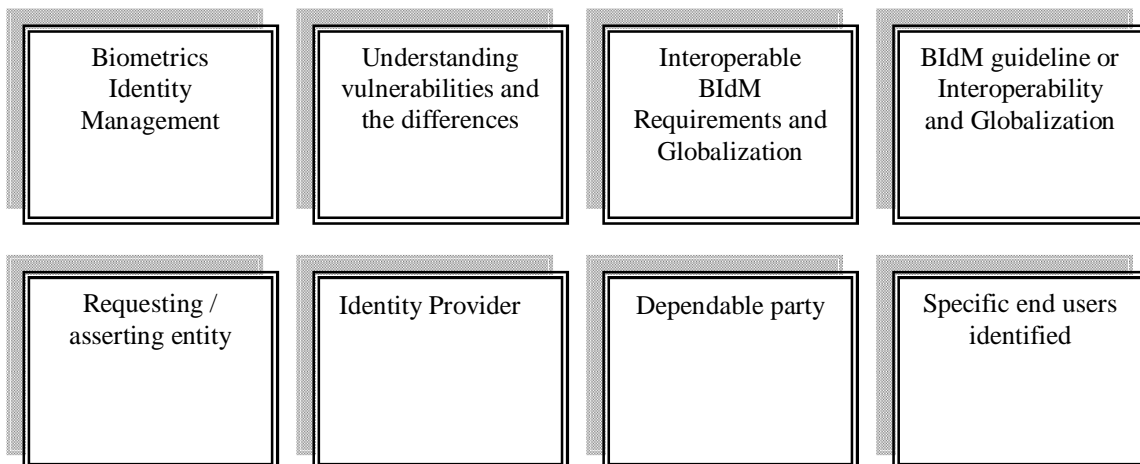 Biometrics
Identity
Management
Understanding
vulnerabilities and
the differences
Interoperable
BIdM
Requirements and
Globalization
BIdM guideline or
Interoperability
and Globalization
Requesting /
asserting entity
Identity Provider
Dependable party
Specific end users
identified